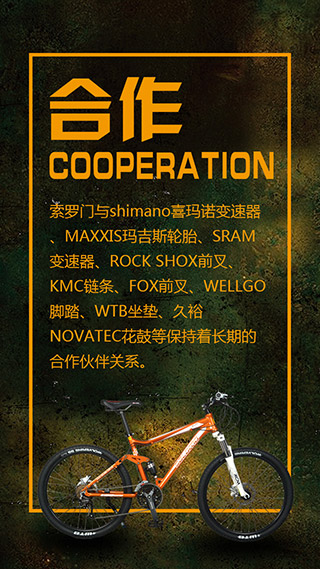 合作
COOPERATION
索罗门与shimano喜玛诺变速器
、MAXXIS玛吉斯轮胎、SRAM
变速器、ROCK SHOX前叉、
KMC链条、FOX前叉、WELLGO
脚踏、WTB坐垫、久裕
NOVATEC花鼓等保持着长期的
合作伙伴关系。